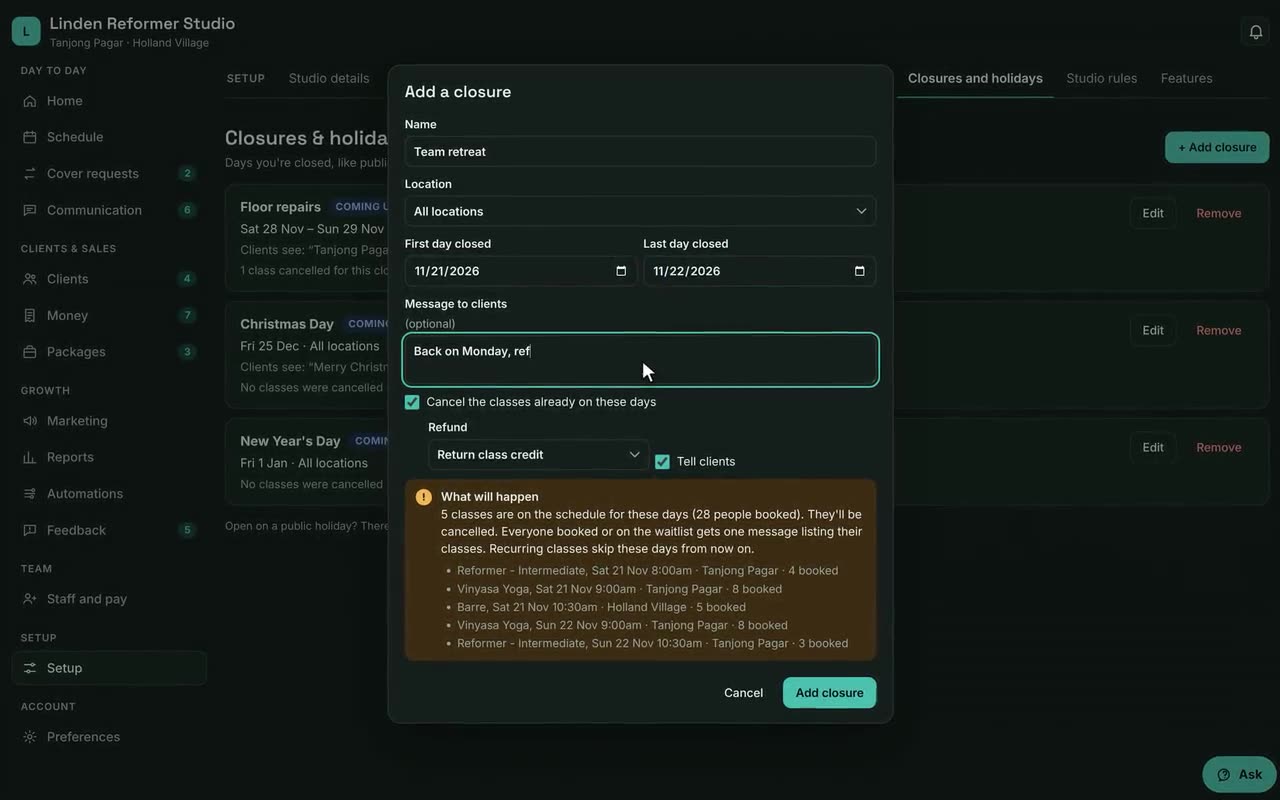 L
Linden Reformer Studio
Tanjong Pagar · Holland Village
DAY TO DAY
Home
Schedule
Cover requests 2
Communication 6
CLIENTS & SALES
Clients 4
Money 7
Packages 3
GROWTH
Marketing
Reports
Automations
Feedback 5
TEAM
Staff and pay
SETUP
Setup
ACCOUNT
Preferences
SETUP Studio details Closures and holidays Studio rules Features
Closures & holida
Days you're closed, like publi
+ Add closure
Floor repairs COMING U
Sat 28 Nov – Sun 29 Nov
Clients see: “Tanjong Paga
1 class cancelled for this clo
Edit Remove
Christmas Day COMING
Fri 25 Dec · All locations
Clients see: “Merry Christm
No classes were cancelled
Edit Remove
New Year's Day COMIN
Fri 1 Jan · All locations
No classes were cancelled
Edit Remove
Open on a public holiday? There
Add a closure
Name
Team retreat
Location
All locations
First day closed Last day closed
11/21/2026 11/22/2026
Message to clients
(optional)
Back on Monday, ref
Cancel the classes already on these days
Refund
Return class credit Tell clients
! What will happen
5 classes are on the schedule for these days (28 people booked). They'll be
cancelled. Everyone booked or on the waitlist gets one message listing their
classes. Recurring classes skip these days from now on.
• Reformer - Intermediate, Sat 21 Nov 8:00am · Tanjong Pagar · 4 booked
• Vinyasa Yoga, Sat 21 Nov 9:00am · Tanjong Pagar · 8 booked
• Barre, Sat 21 Nov 10:30am · Holland Village · 5 booked
• Vinyasa Yoga, Sun 22 Nov 9:00am · Tanjong Pagar · 8 booked
• Reformer - Intermediate, Sun 22 Nov 10:30am · Tanjong Pagar · 3 booked
Cancel Add closure
Ask